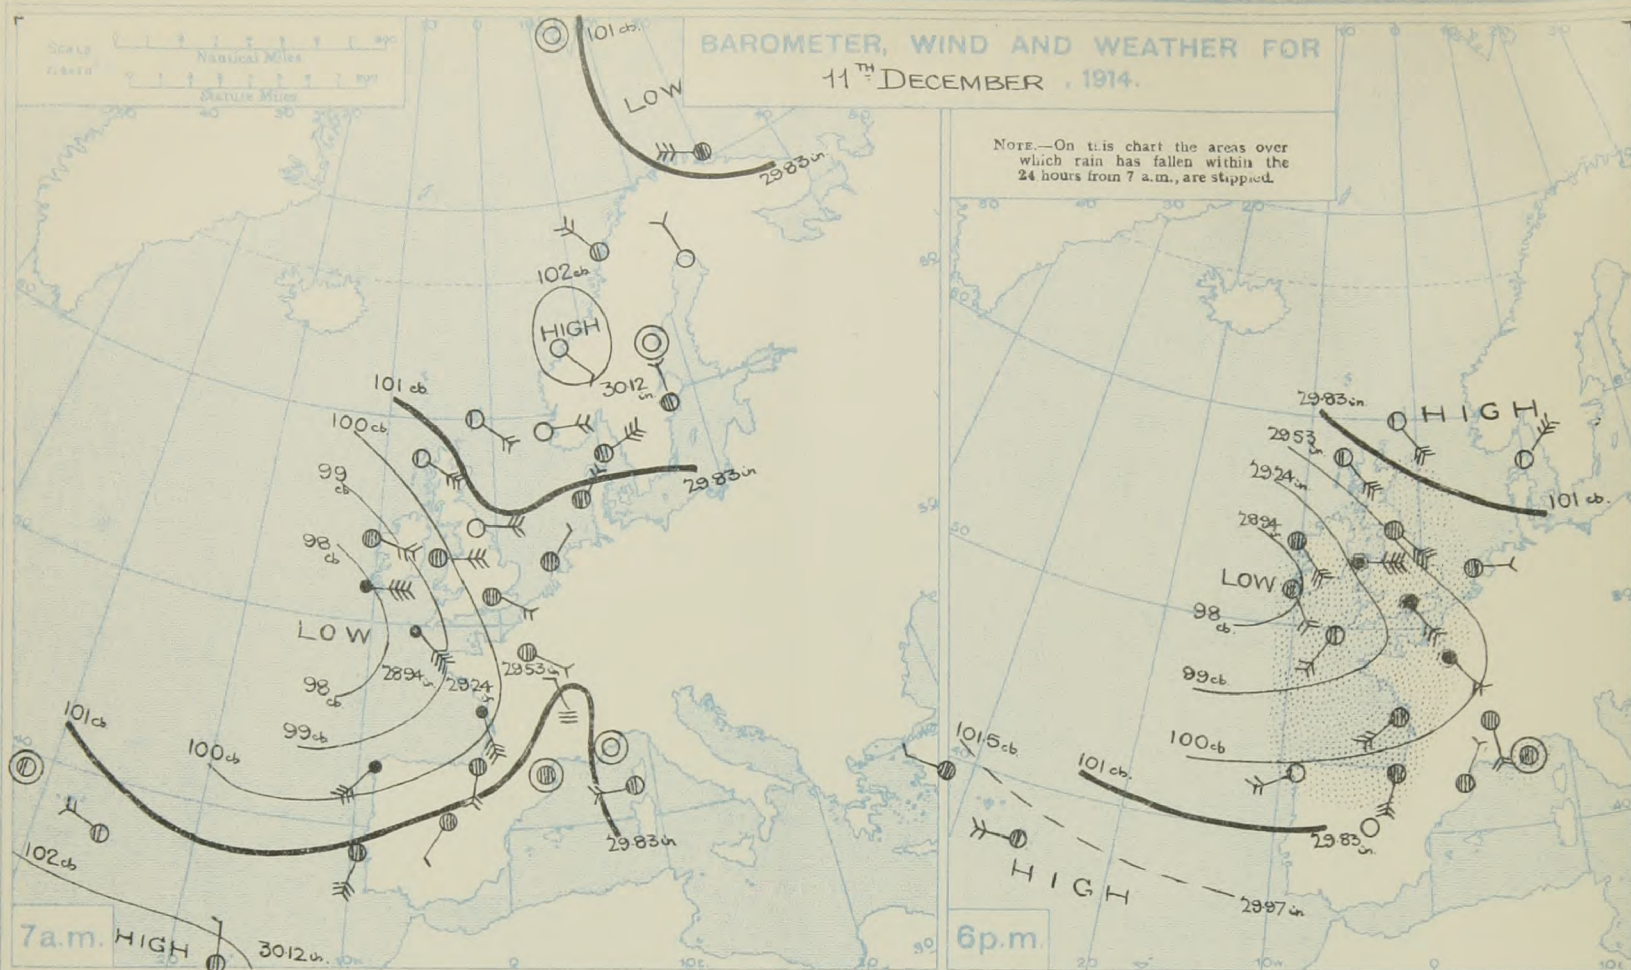 SCALE
Nautical Miles
Statute Miles
BAROMETER, WIND AND WEATHER FOR
11TH DECEMBER , 1914.
NOTE.—On this chart the areas over
which rain has fallen within the
24 hours from 7 a.m., are stippled.
101 cb.
LOW
29.83 in.
102 cb
HIGH
30.12 in.
101 cb
100 cb.
99 cb
98 cb
29.83 in
LOW
98 cb
28.94 in
29.24 in
29.53 in
99 cb
100 cb
101 cb
29.83 in
102 cb
7 a.m.
HIGH
30.12 in.
29.83 in.
HIGH
29.53 in
29.24 in
28.94 in
101 cb.
LOW
98 cb.
99 cb.
100 cb
101.5 cb.
101 cb.
29.83 in.
HIGH
29.97 in
6 p.m.